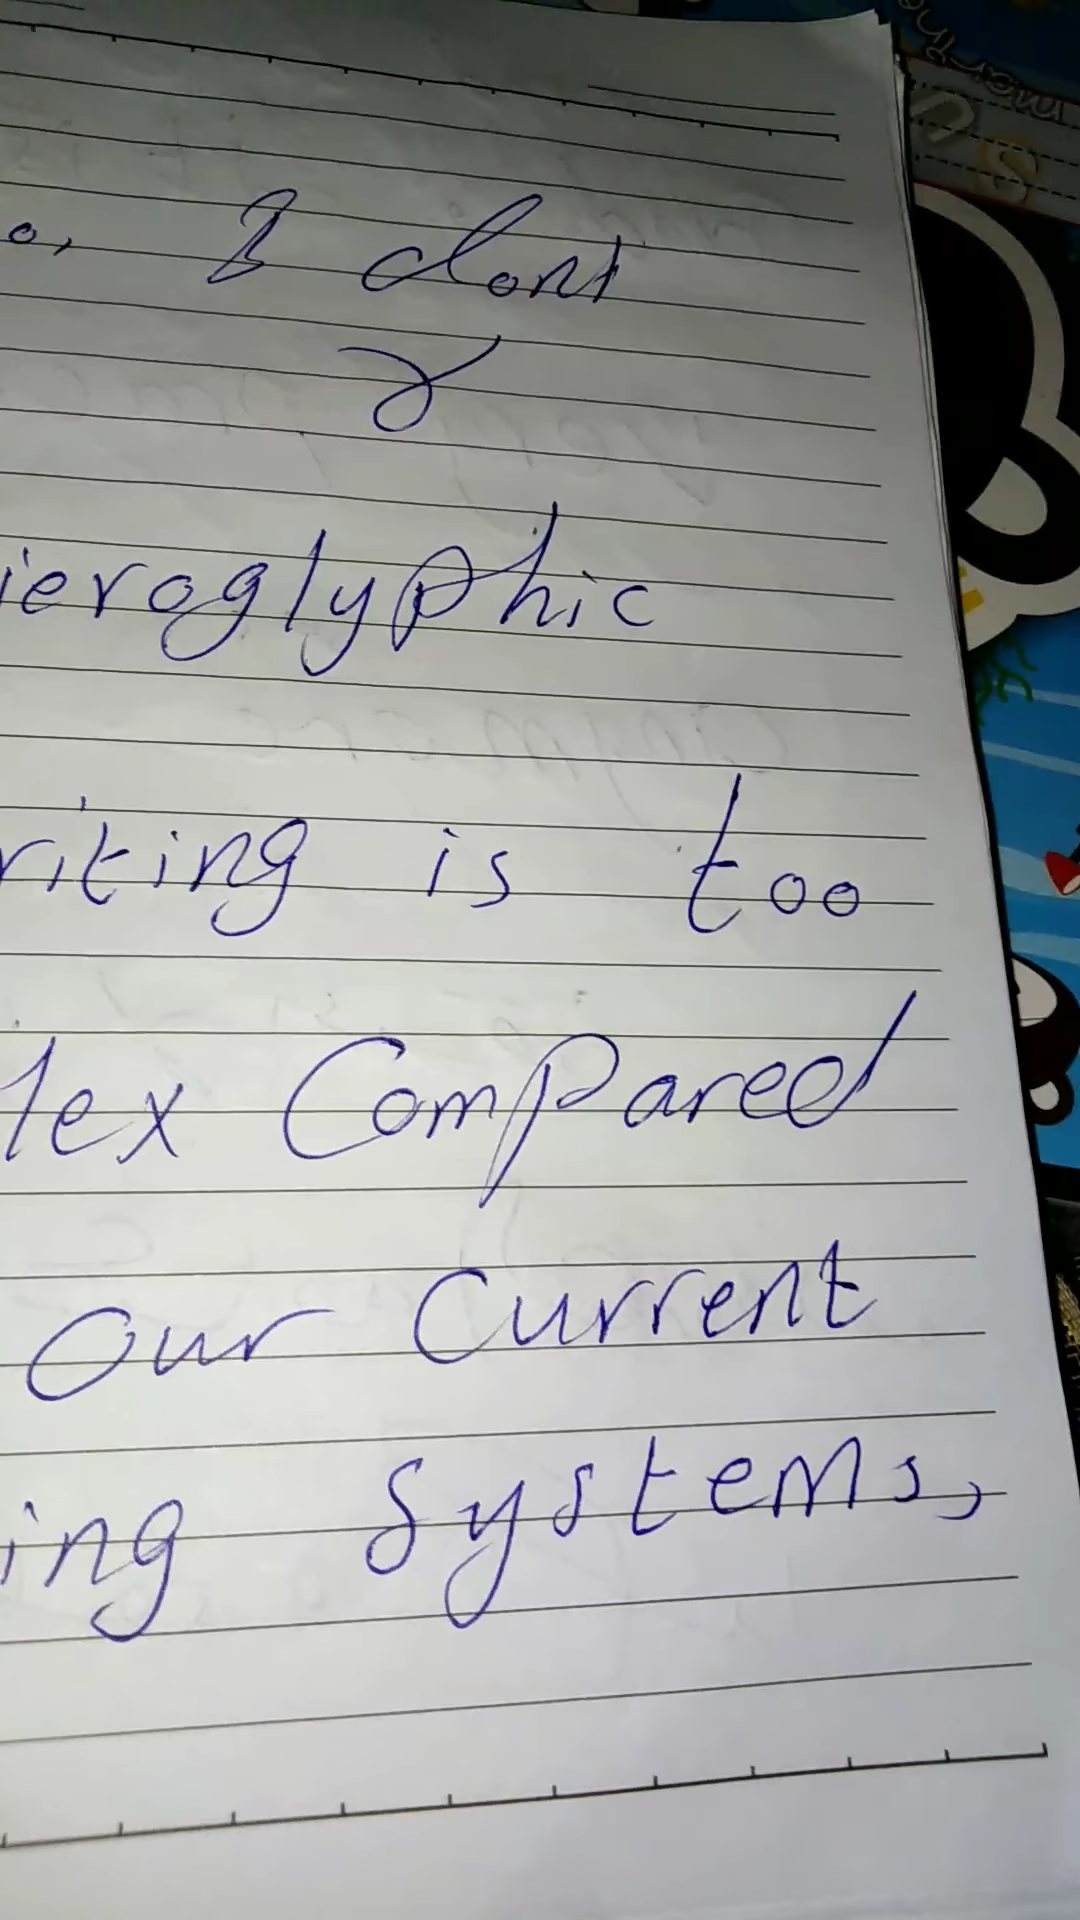 o, I dont
ieroglyphic
riting is too
lex Compared
Our Current
ing Systems,